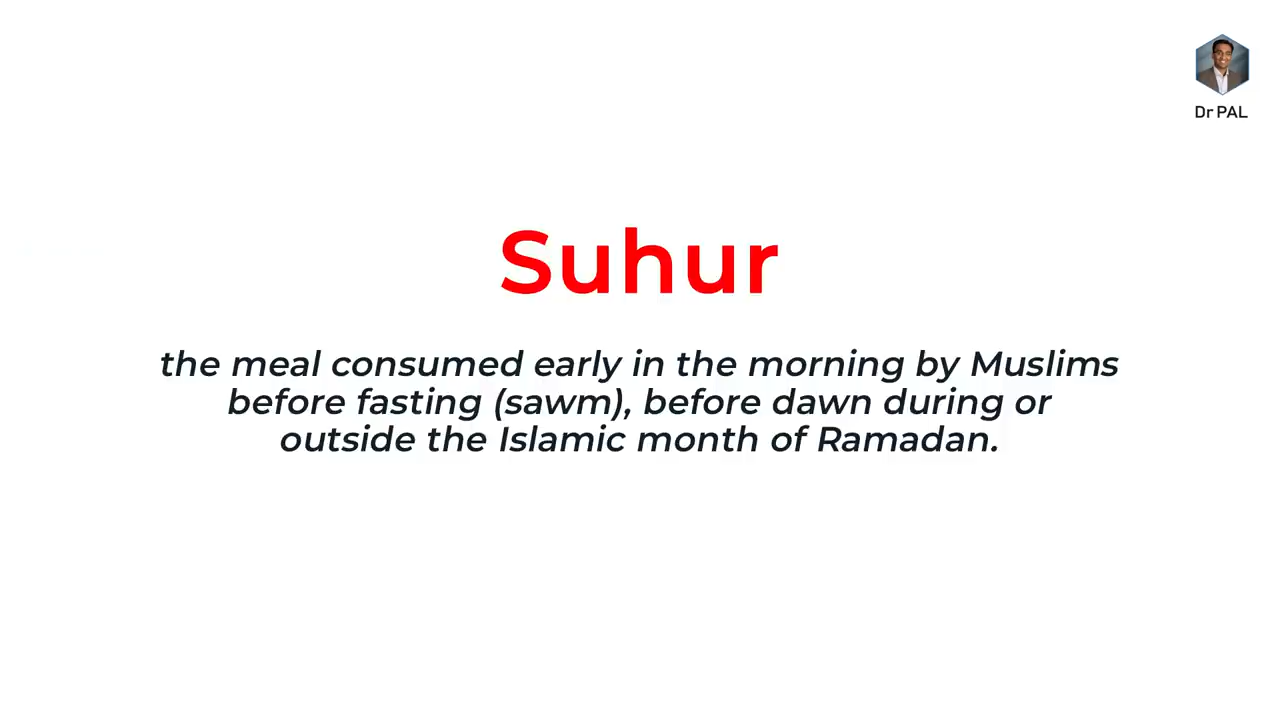 Dr PAL
Suhur
the meal consumed early in the morning by Muslims
before fasting (sawm), before dawn during or
outside the Islamic month of Ramadan.